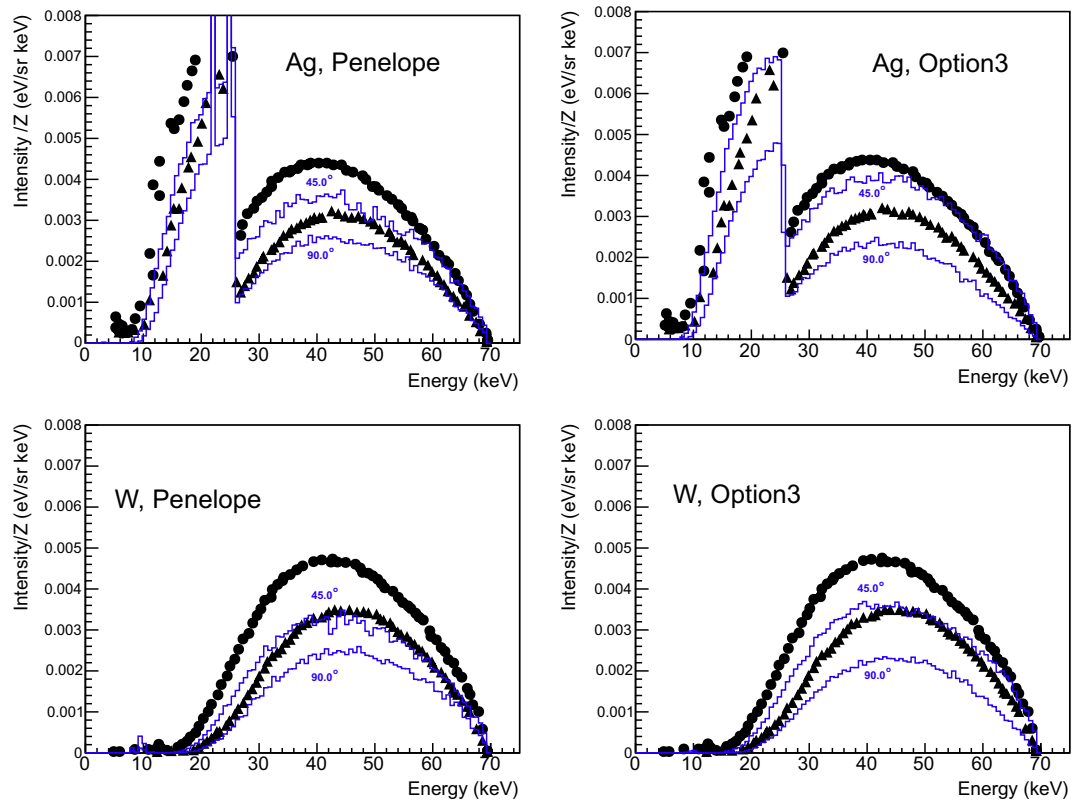 Intensity /Z (eV/sr keV)
0.008
0.007
0.006
0.005
0.004
0.003
0.002
0.001
0
Ag, Penelope
45.0°
90.0°
0 10 20 30 40 50 60 70
Energy (keV)
Intensity/Z (eV/sr keV)
0.008
0.007
0.006
0.005
0.004
0.003
0.002
0.001
0
Ag, Option3
45.0°
90.0°
0 10 20 30 40 50 60 70
Energy (keV)
Intensity/Z (eV/sr keV)
0.008
0.007
0.006
0.005
0.004
0.003
0.002
0.001
0
W, Penelope
45.0°
90.0°
0 10 20 30 40 50 60 70
Energy (keV)
Intensity/Z (eV/sr keV)
0.008
0.007
0.006
0.005
0.004
0.003
0.002
0.001
0
W, Option3
45.0°
90.0°
0 10 20 30 40 50 60 70
Energy (keV)